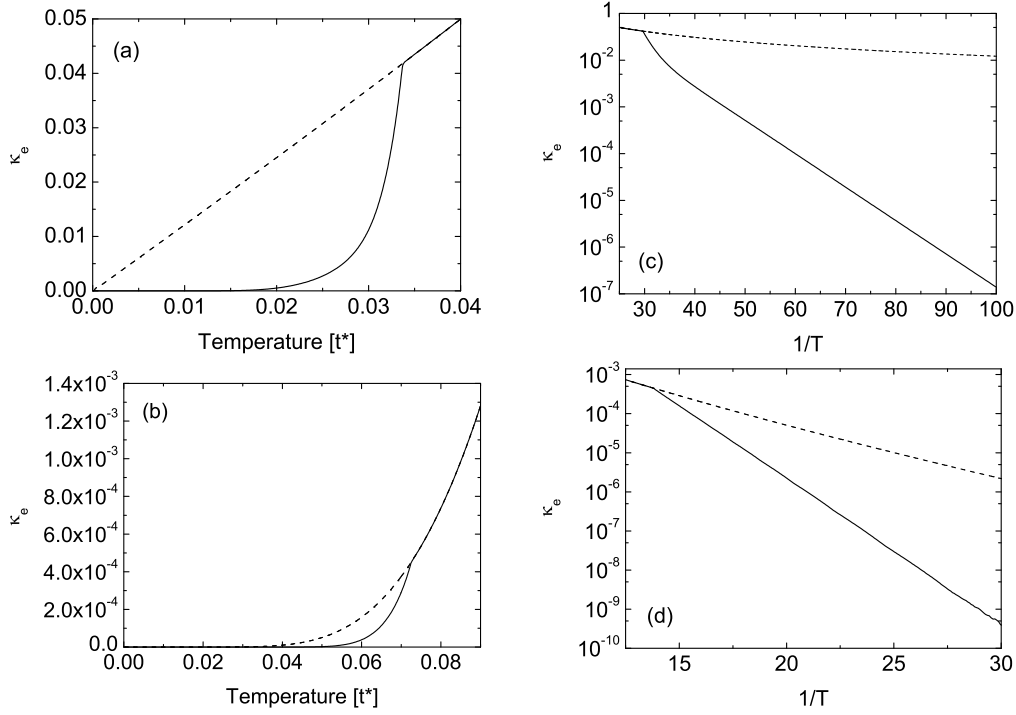 0.05
0.04
0.03
0.02
0.01
0.00
κe
(a)
0.00 0.01 0.02 0.03 0.04
Temperature [t*]
1
10-2
10-3
10-4
10-5
10-6
10-7
κe
(c)
30 40 50 60 70 80 90 100
1/T
1.4x10-3
1.2x10-3
1.0x10-3
8.0x10-4
6.0x10-4
4.0x10-4
2.0x10-4
0.0
κe
(b)
0.00 0.02 0.04 0.06 0.08
Temperature [t*]
10-3
10-4
10-5
10-6
10-7
10-8
10-9
10-10
κe
(d)
15 20 25 30
1/T